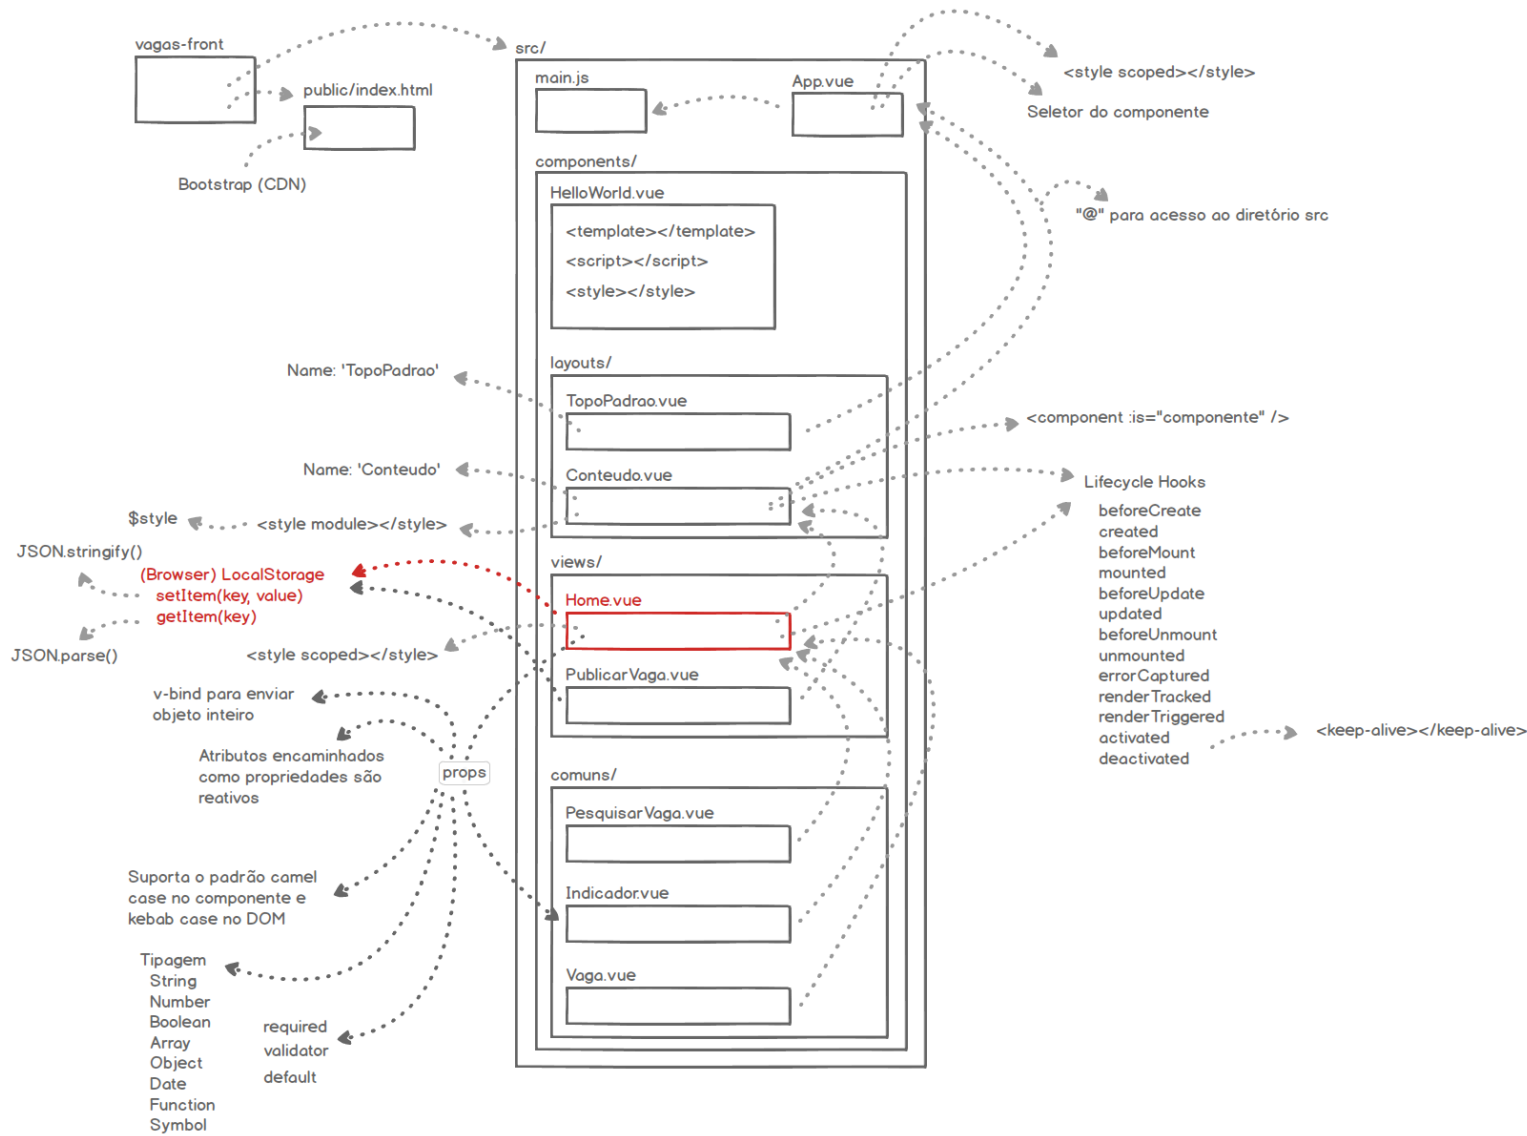 vagas-front
public/index.html
Bootstrap (CDN)
src/
main.js
App.vue
<style scoped></style>
Seletor do componente
"@" para acesso ao diretório src
components/
HelloWorld.vue
<template></template>
<script></script>
<style></style>
layouts/
Name: 'TopoPadrao'
TopoPadrao.vue
<component :is="componente" />
Name: 'Conteudo'
Conteudo.vue
$style
<style module></style>
Lifecycle Hooks
beforeCreate
created
beforeMount
mounted
beforeUpdate
updated
beforeUnmount
unmounted
errorCaptured
renderTracked
renderTriggered
activated
deactivated
<keep-alive></keep-alive>
JSON.stringify()
(Browser) LocalStorage
setItem(key, value)
getItem(key)
JSON.parse()
views/
Home.vue
<style scoped></style>
PublicarVaga.vue
v-bind para enviar
objeto inteiro
Atributos encaminhados
como propriedades são
reativos
props
comuns/
PesquisarVaga.vue
Indicador.vue
Vaga.vue
Suporta o padrão camel
case no componente e
kebab case no DOM
Tipagem
String
Number
Boolean
Array
Object
Date
Function
Symbol
required
validator
default